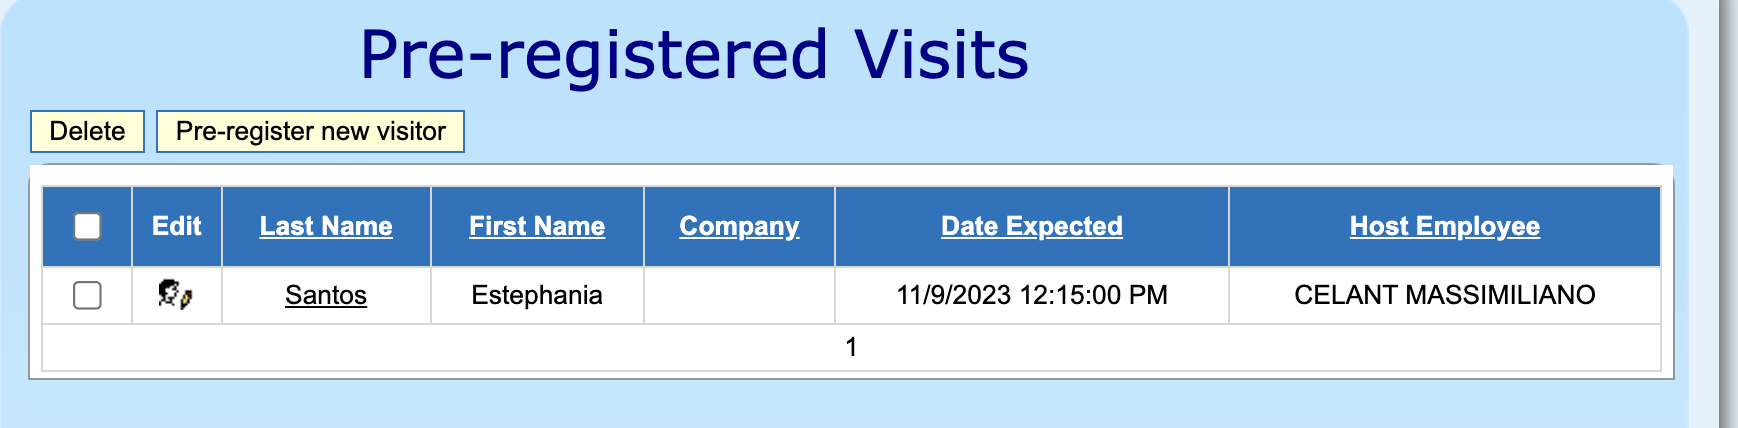 Pre-registered Visits
Delete Pre-register new visitor
Edit Last Name First Name Company Date Expected Host Employee
Santos Estephania 11/9/2023 12:15:00 PM CELANT MASSIMILIANO
1